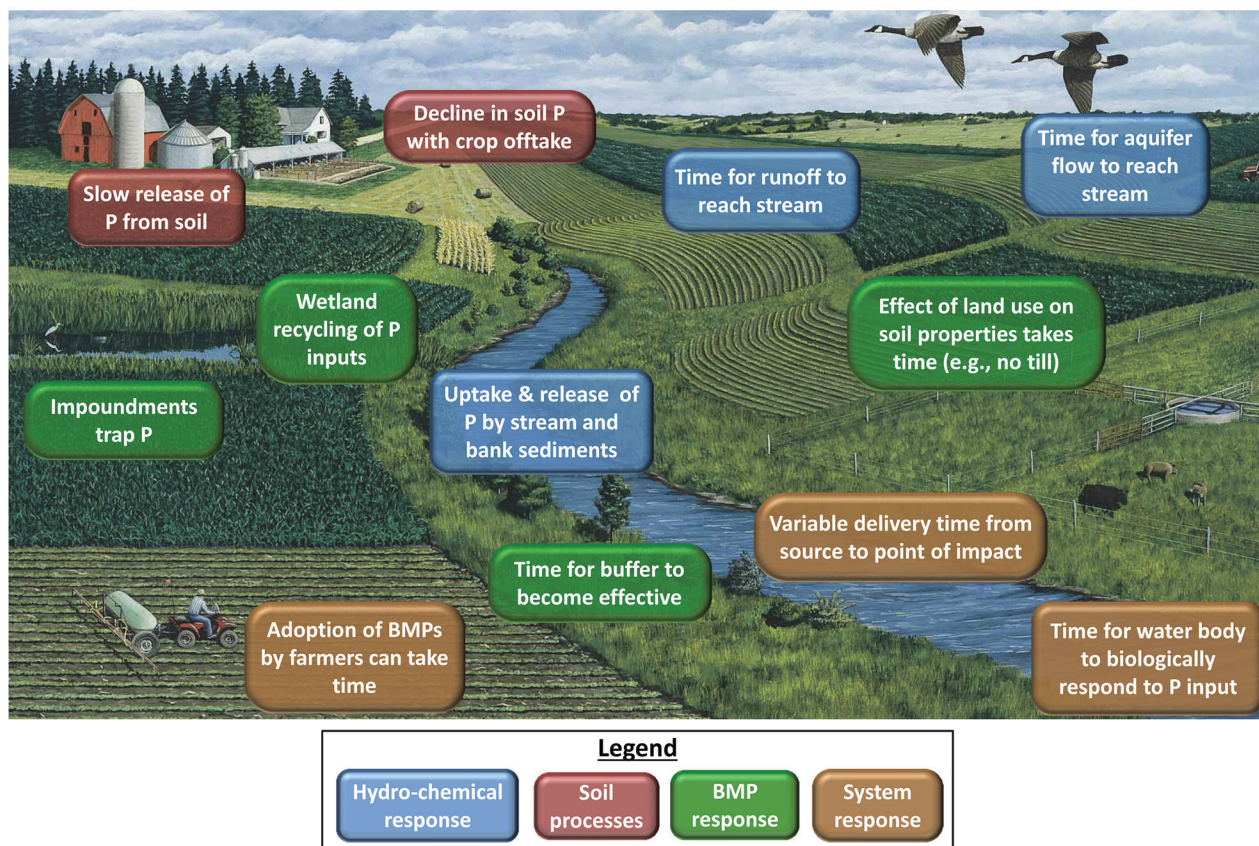 Decline in soil P
with crop offtake
Slow release of
P from soil
Time for runoff to
reach stream
Time for aquifer
flow to reach
stream
Wetland
recycling of P
inputs
Effect of land use on
soil properties takes
time (e.g., no till)
Impoundments
trap P
Uptake & release of
P by stream and
bank sediments
Variable delivery time from
source to point of impact
Time for buffer to
become effective
Adoption of BMPs
by farmers can take
time
Time for water body
to biologically
respond to P input
Legend
Hydro-chemical
response
Soil
processes
BMP
response
System
response